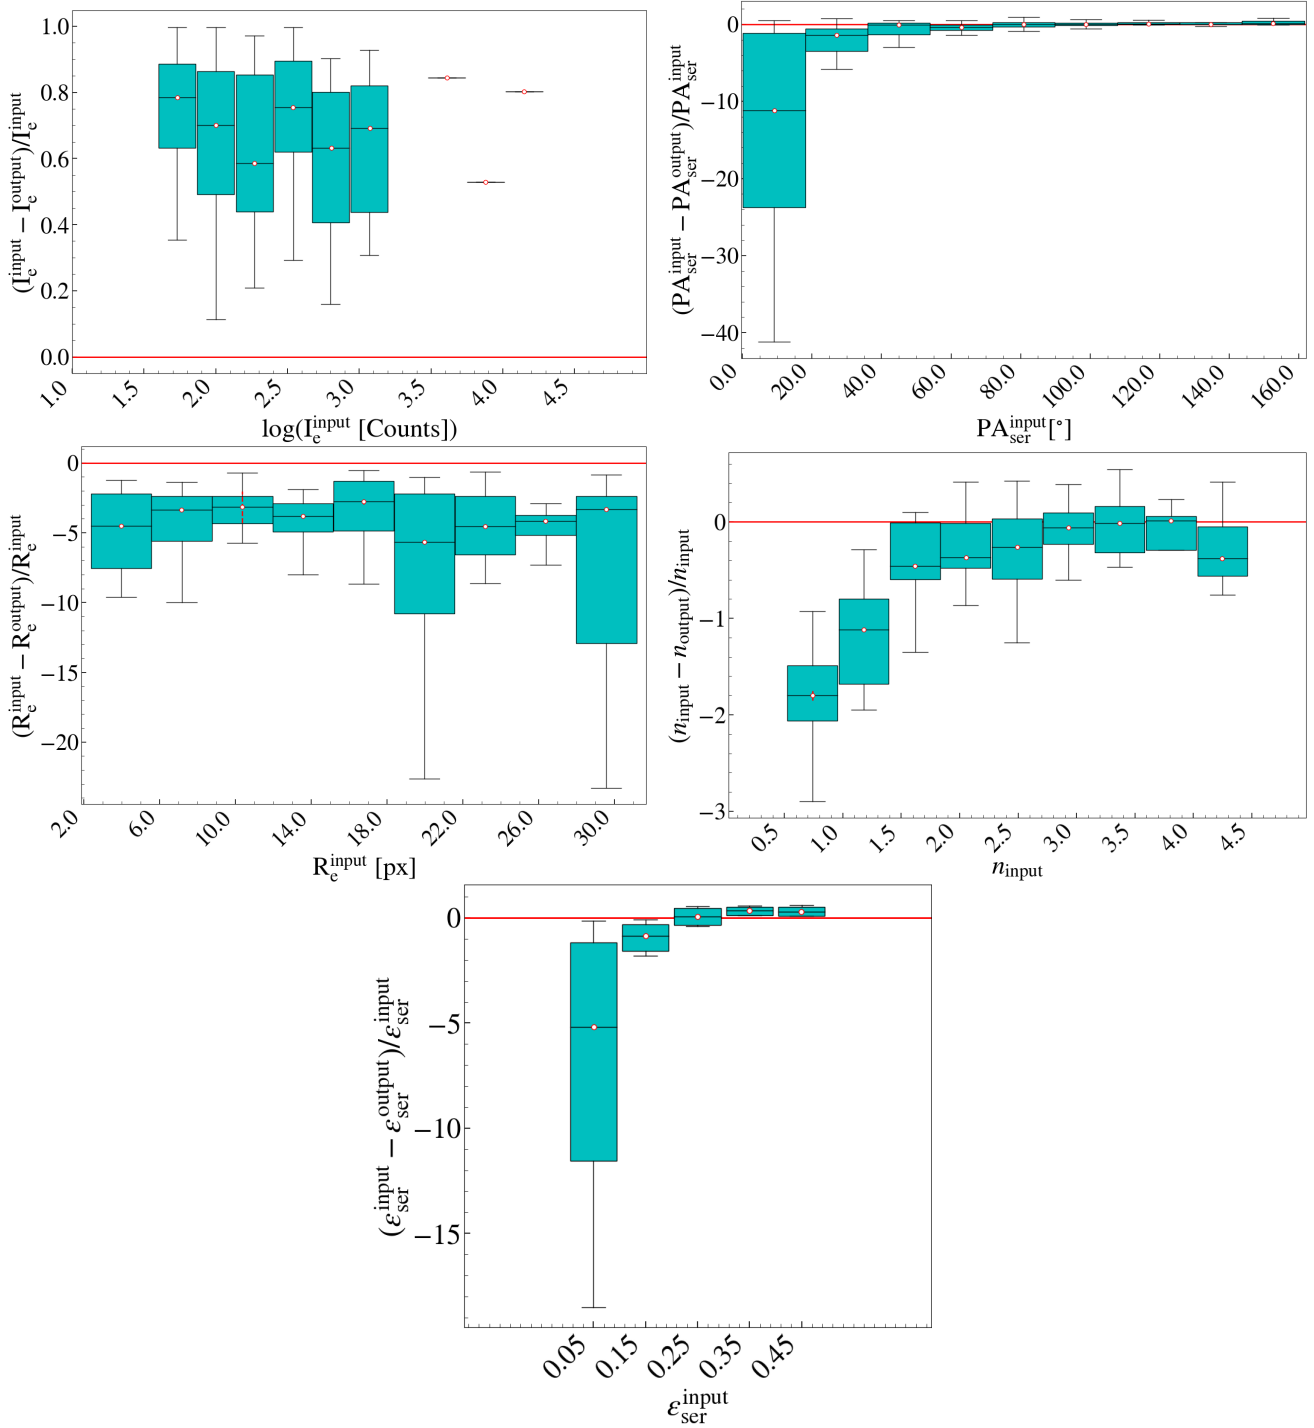 (I_e^input − I_e^output)/I_e^input
1.0
0.8
0.6
0.4
0.2
0.0
1.0 1.5 2.0 2.5 3.0 3.5 4.0 4.5
log(I_e^input [Counts])
(PA_ser^input − PA_ser^output)/PA_ser^input
0
−10
−20
−30
−40
0.0 20.0 40.0 60.0 80.0 100.0 120.0 140.0 160.0
PA_ser^input[°]
(R_e^input − R_e^output)/R_e^input
0
−5
−10
−15
−20
2.0 6.0 10.0 14.0 18.0 22.0 26.0 30.0
R_e^input [px]
(n_input − n_output)/n_input
0
−1
−2
−3
0.5 1.0 1.5 2.0 2.5 3.0 3.5 4.0 4.5
n_input
(ε_ser^input − ε_ser^output)/ε_ser^input
0
−5
−10
−15
0.05 0.15 0.25 0.35 0.45
ε_ser^input